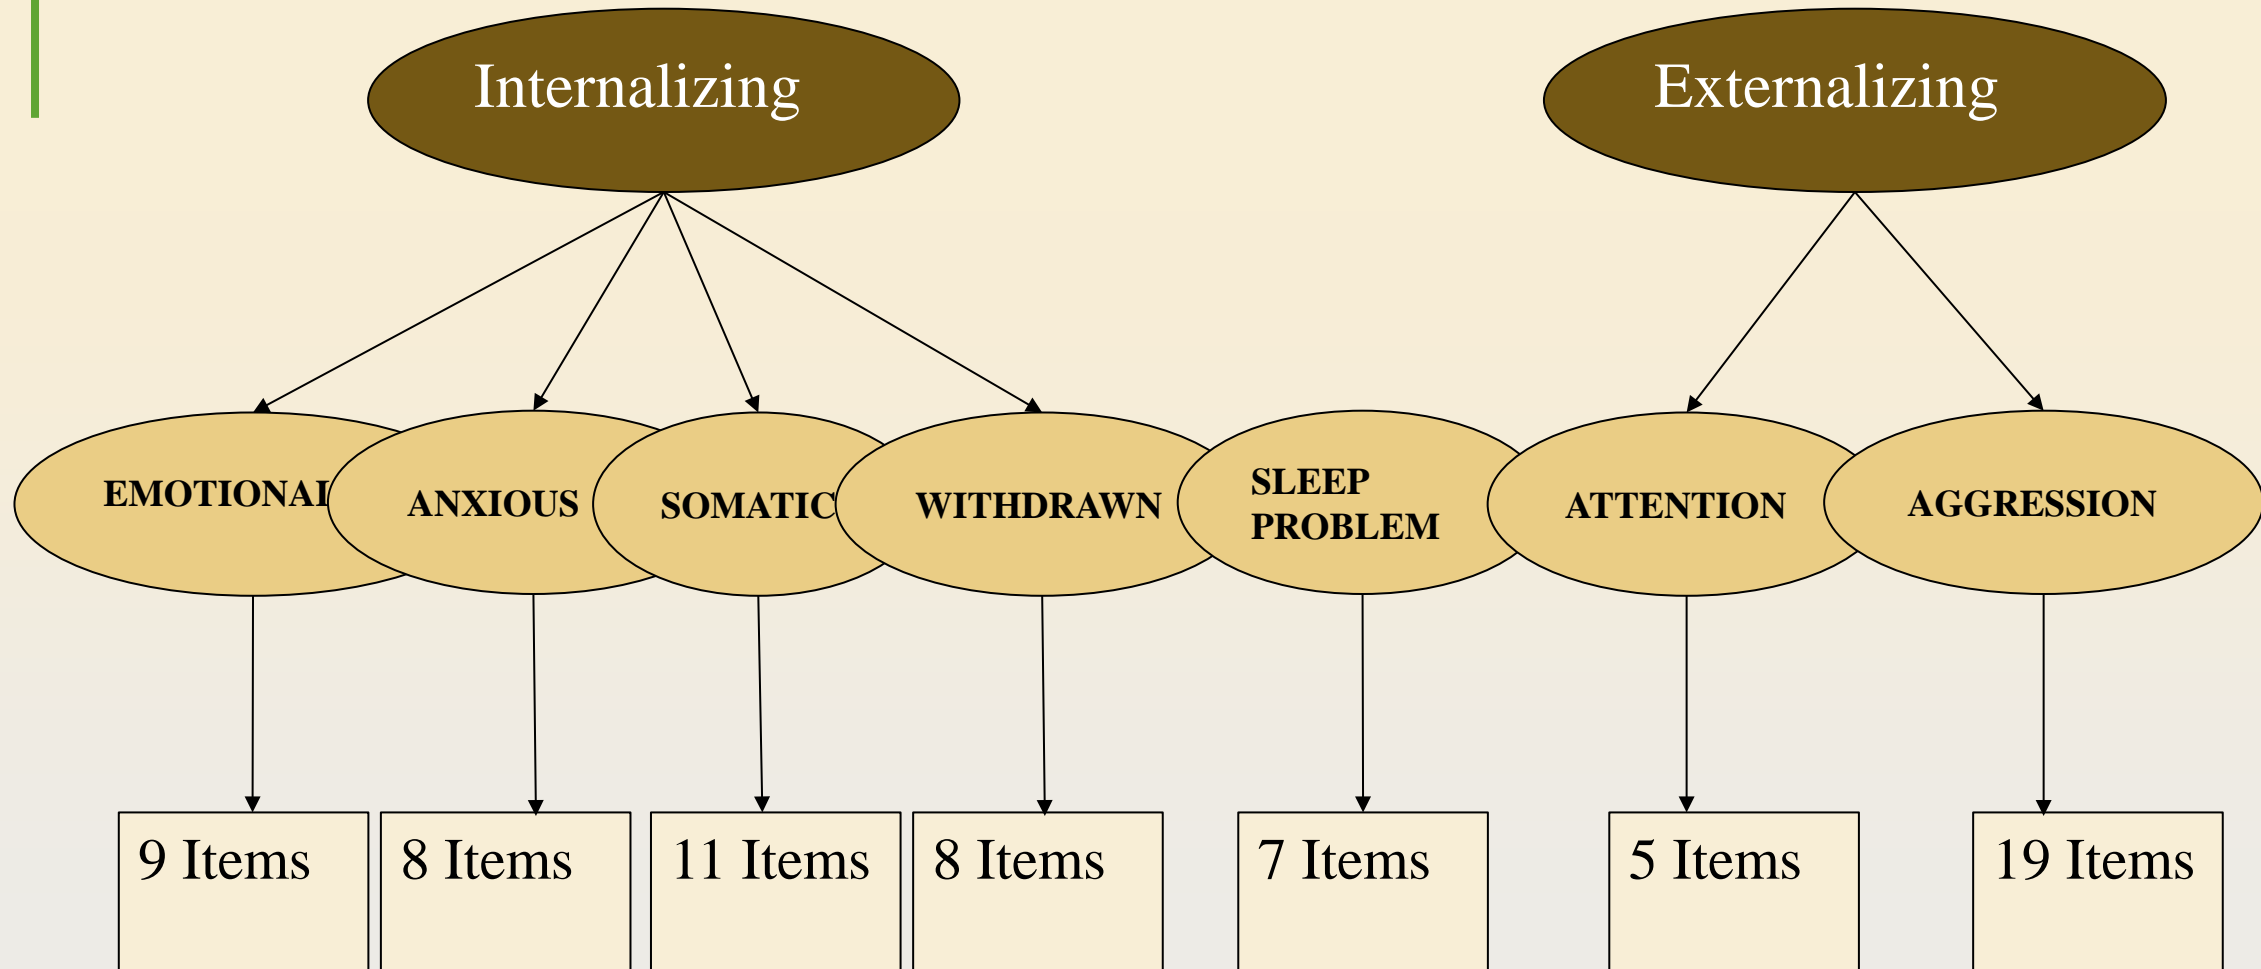 Internalizing
Externalizing
EMOTIONAL
ANXIOUS
SOMATIC
WITHDRAWN
SLEEP
PROBLEM
ATTENTION
AGGRESSION
9 Items
8 Items
11 Items
8 Items
7 Items
5 Items
19 Items